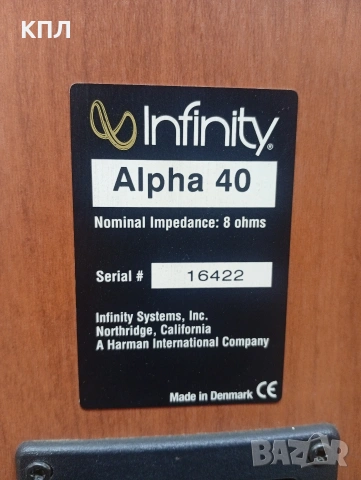 КПЛ
Infinity®
Alpha 40
Nominal Impedance: 8 ohms
Serial # 16422
Infinity Systems, Inc.
Northridge, California
A Harman International Company
Made in Denmark CE
BAZAR